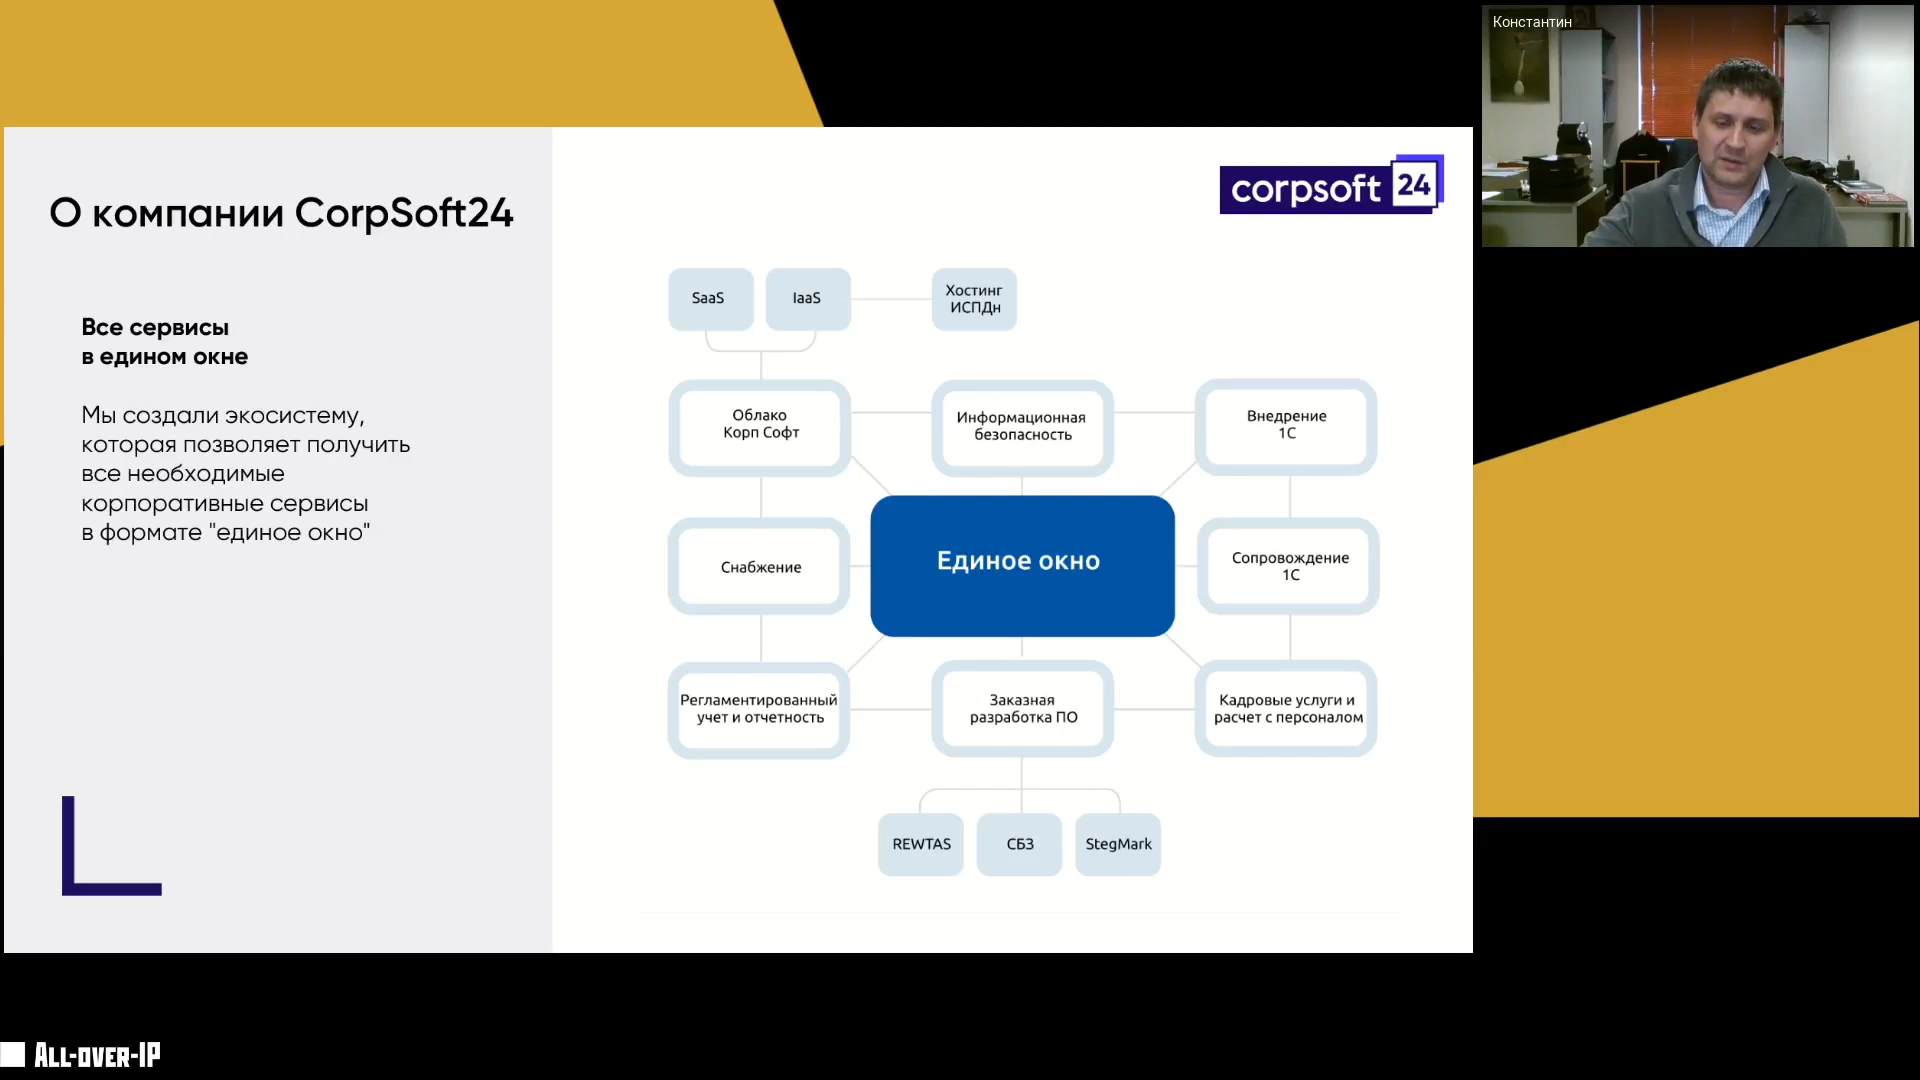 Константин
О компании CorpSoft24
Все сервисы
в едином окне
Мы создали экосистему,
которая позволяет получить
все необходимые
корпоративные сервисы
в формате "единое окно"
corpsoft 24
SaaS
IaaS
Хостинг
ИСПДн
Облако
Корп Софт
Информационная
безопасность
Внедрение
1С
Снабжение
Единое окно
Сопровождение
1С
Регламентированный
учет и отчетность
Заказная
разработка ПО
Кадровые услуги и
расчет с персоналом
REWTAS
СБЗ
StegMark
ALL-OVER-IP